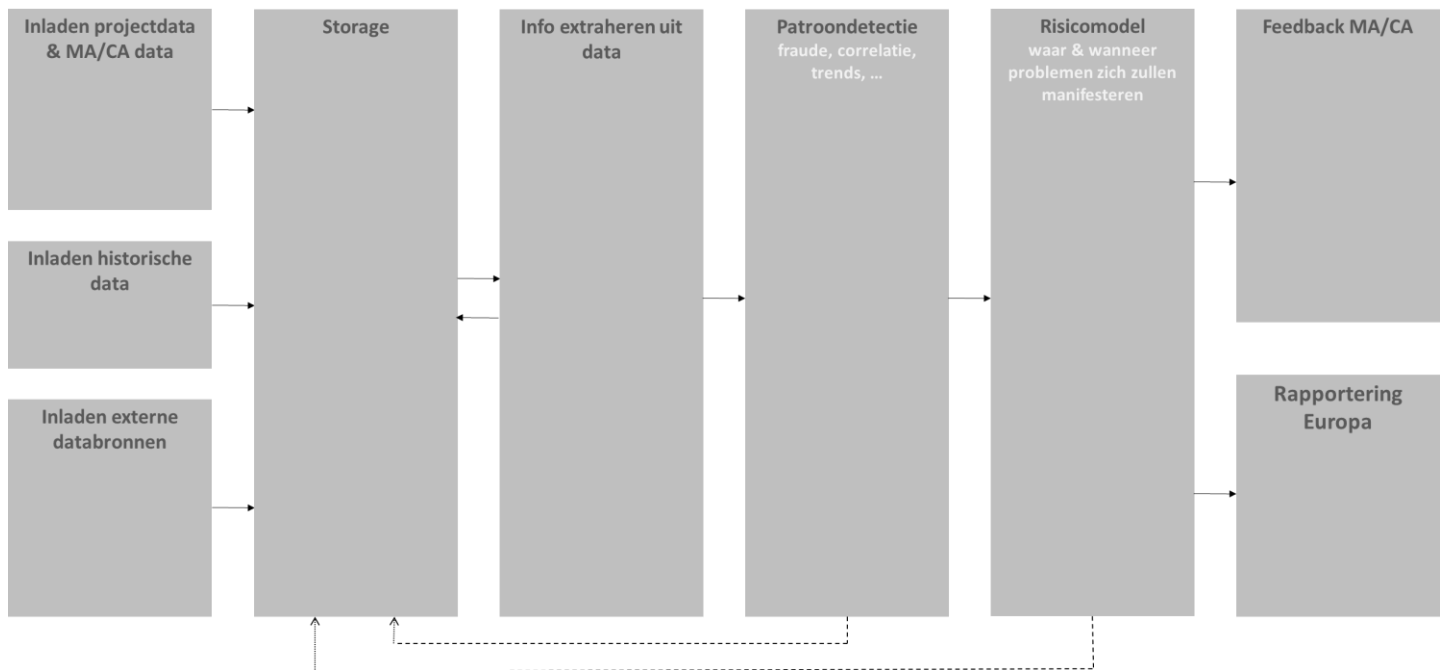 Inladen projectdata
& MA/CA data
Inladen historische
data
Inladen externe
databronnen
Storage
Info extraheren uit
data
Patroondetectie
fraude, correlatie,
trends, ...
Risicomodel
waar & wanneer
problemen zich zullen
manifesteren
Feedback MA/CA
Rapportering
Europa